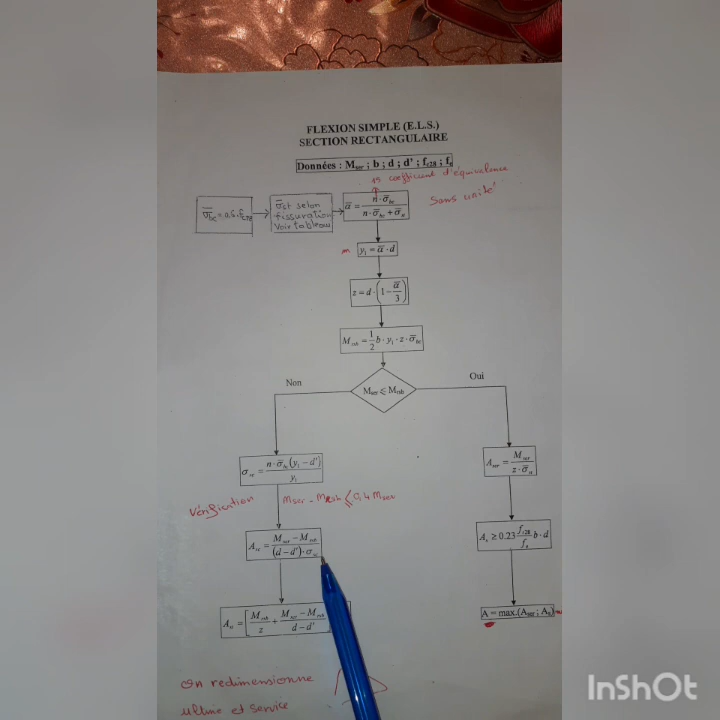 FLEXION SIMPLE (E.L.S.)
SECTION RECTANGULAIRE
Données : Mser ; b ; d ; d' ; fc28 ; fe
15 coefficient d'équivalence
σ̅bc = 0.6.fc28
σ̅st selon
fissuration
voir tableau
α̅ = n·σ̅bc / (n·σ̅bc + σ̅st)
Sans unité
m
y1 = α̅·d
z = d·(1 − α̅/3)
Mrsb = 1/2 b·y1·z·σ̅bc
Mser ⩽ Mrsb
Non
Oui
σsc = n·σ̅bc(y1 − d') / y1
Aser = Mser / (z·σ̅st)
Vérification
Mser - Mrsb ⩽ 0,4 Mser
Asc = (Mser − Mrsb) / ((d − d')·σsc)
As ≥ 0.23 fc28/fe b·d
Ast = [Mrsb/z + (Mser − Mrsb)/(d − d')
A = max.(Aser ; As)
On redimensionne
ultime et service
InShOt